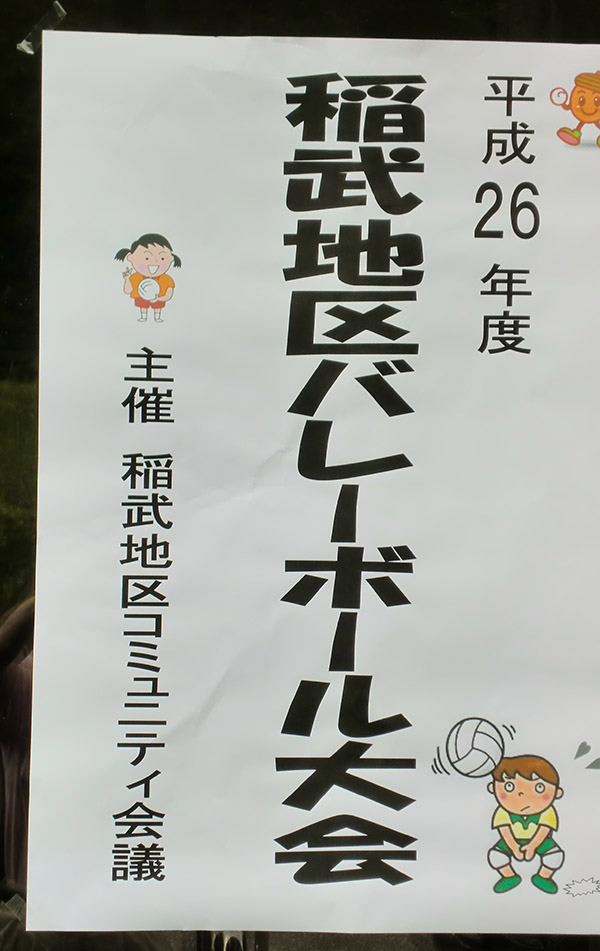 平成26年度
稲武地区バレーボール大会
主催 稲武地区コミュニティ会議